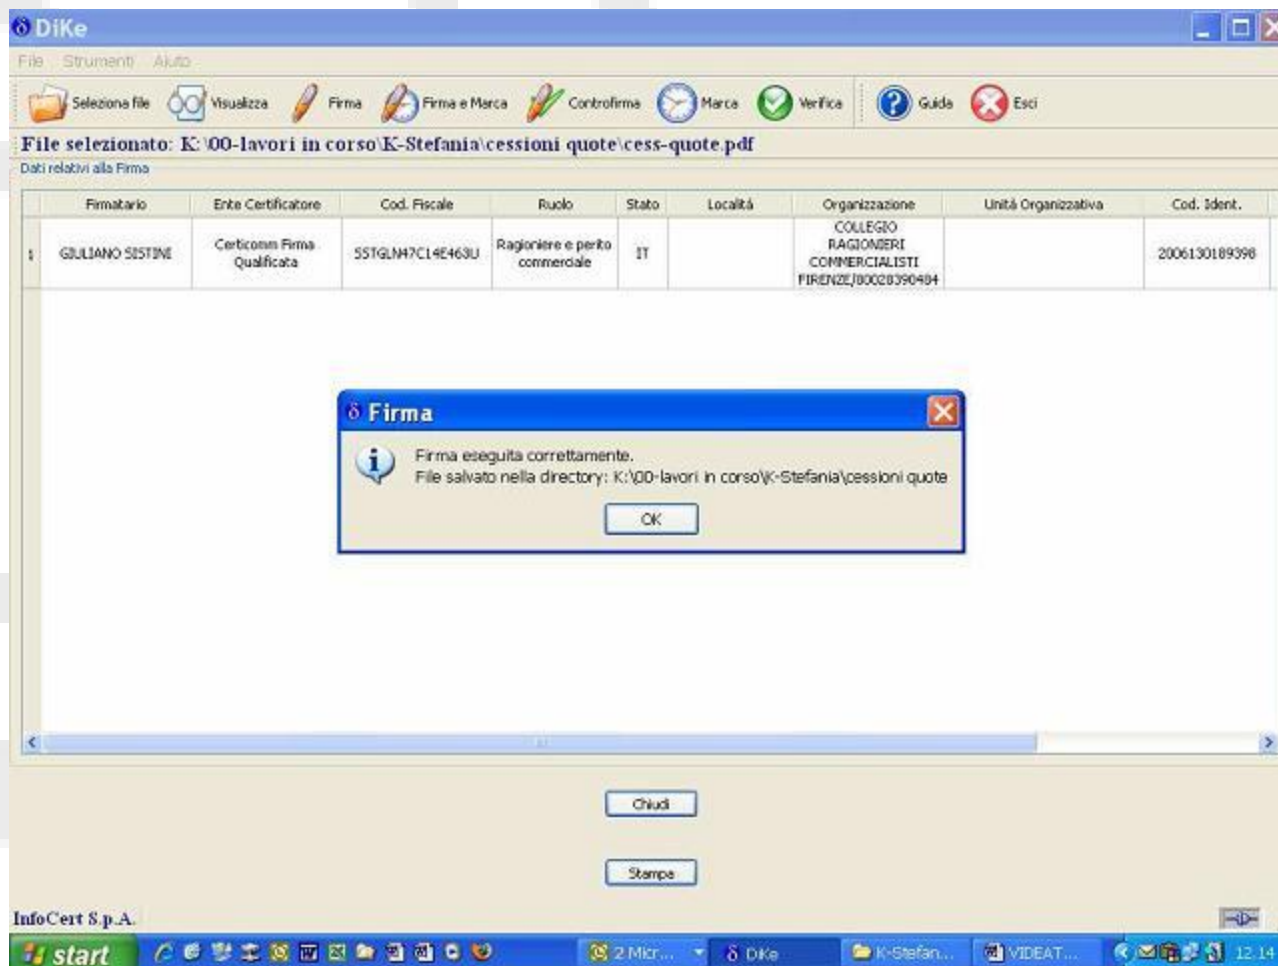 DiKe
File Strumenti Aiuto
Seleziona file Visualizza Firma Firma e Marca Controfirma Marca Verifica Guida Esci
File selezionato: K:\00-lavori in corso\K-Stefania\cessioni quote\cess-quote.pdf
Dati relativi alla Firma
Firmatario Ente Certificatore Cod. Fiscale Ruolo Stato Località Organizzazione Unità Organizzativa Cod. Ident.
1 GIULIANO SISTINI Certicomm Firma Qualificata SSTGLN47C14E463U Ragioniere e perito commerciale IT COLLEGIO RAGIONIERI COMMERCIALISTI FIRENZE/80028390484 2006130189398
Firma
Firma eseguita correttamente.
File salvato nella directory: K:\00-lavori in corso\K-Stefania\cessioni quote
OK
Chiudi
Stampa
InfoCert S.p.A.
start 2 Micr... DiKe K-Stefan... VIDEAT... 12.14